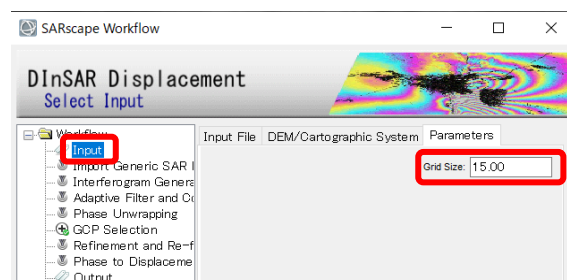 SARscape Workflow
DInSAR Displacement
Select Input
Workflow
Input File DEM/Cartographic System Parameters
Input
Grid Size: 15.00
Import Generic SAR
Interferogram Genera
Adaptive Filter and Co
Phase Unwrapping
GCP Selection
Refinement and Re-f
Phase to Displaceme
Output